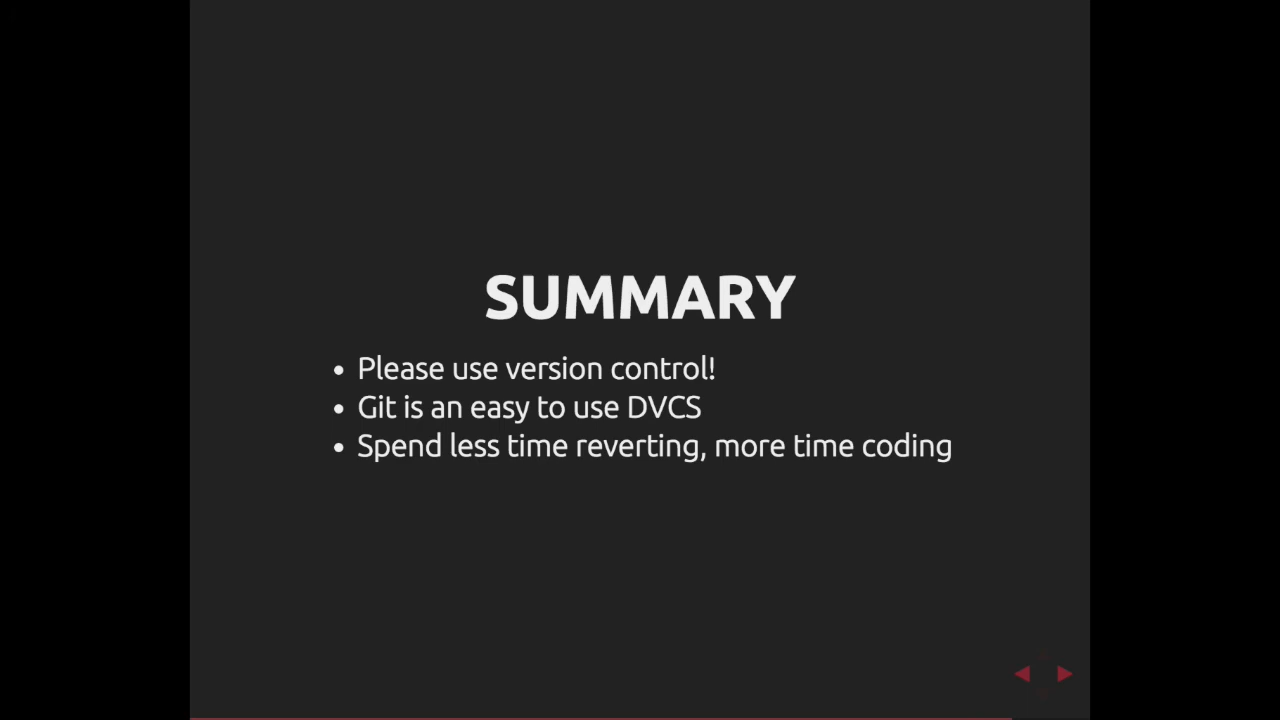 SUMMARY
• Please use version control!
• Git is an easy to use DVCS
• Spend less time reverting, more time coding